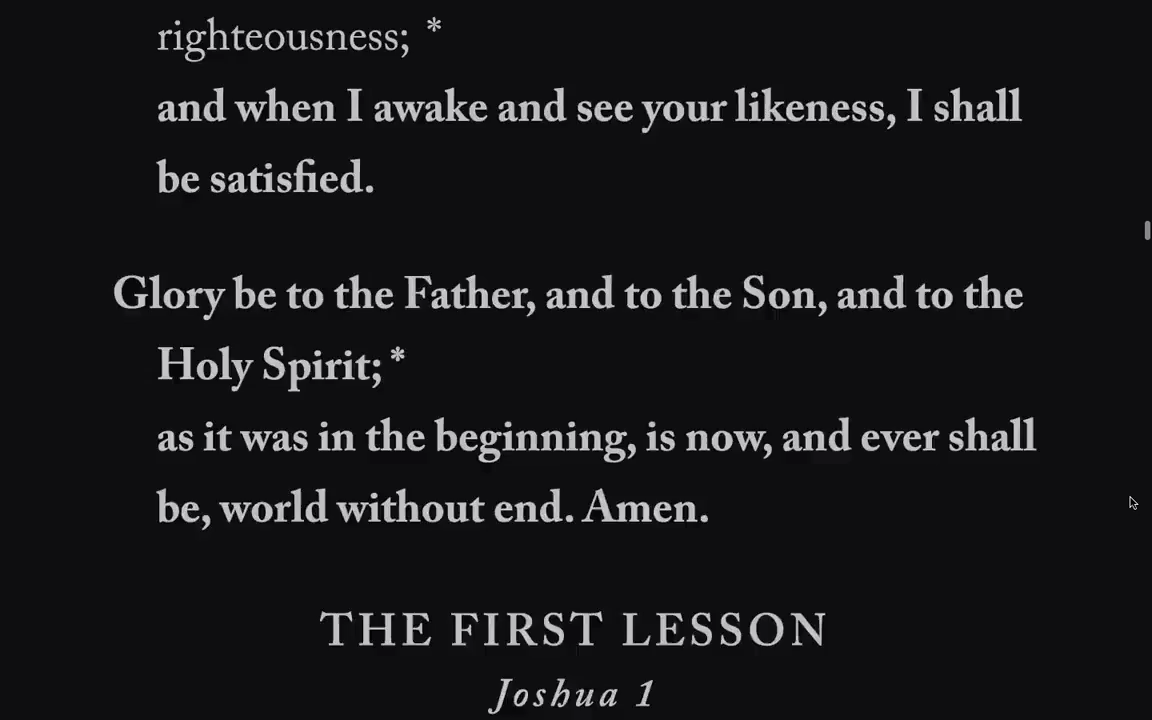 righteousness; *
and when I awake and see your likeness, I shall
be satisfied.
Glory be to the Father, and to the Son, and to the
Holy Spirit; *
as it was in the beginning, is now, and ever shall
be, world without end. Amen.
THE FIRST LESSON
Joshua 1